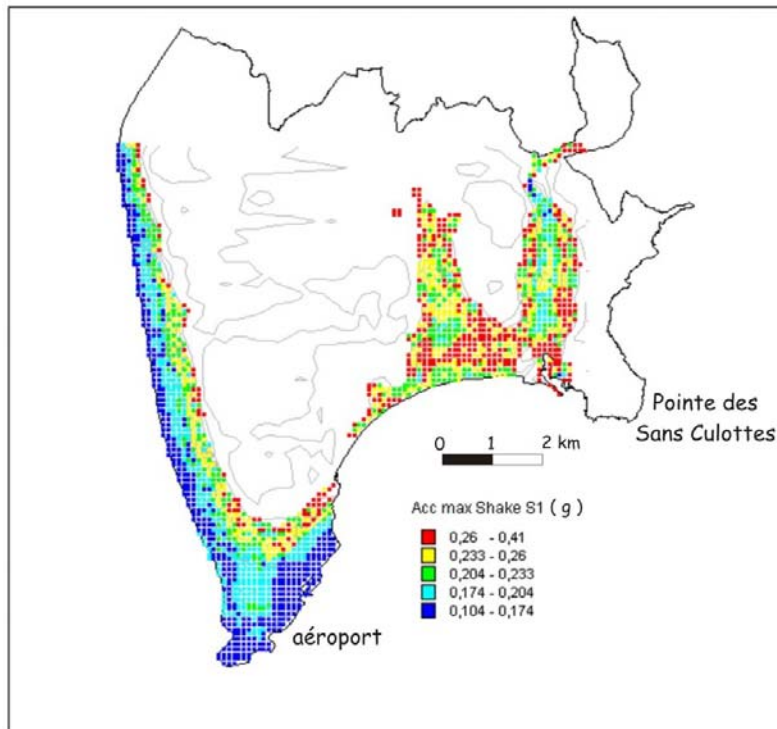 Pointe des
Sans Culottes
0 1 2 km
Acc max Shake S1 ( g )
0,26 - 0,41
0,233 - 0,26
0,204 - 0,233
0,174 - 0,204
0,104 - 0,174
aéroport